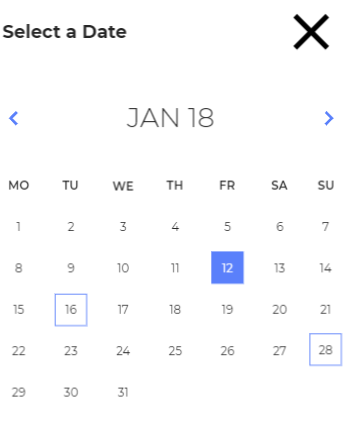 Select a Date
JAN 18
MO TU WE TH FR SA SU
1 2 3 4 5 6 7
8 9 10 11 12 13 14
15 16 17 18 19 20 21
22 23 24 25 26 27 28
29 30 31